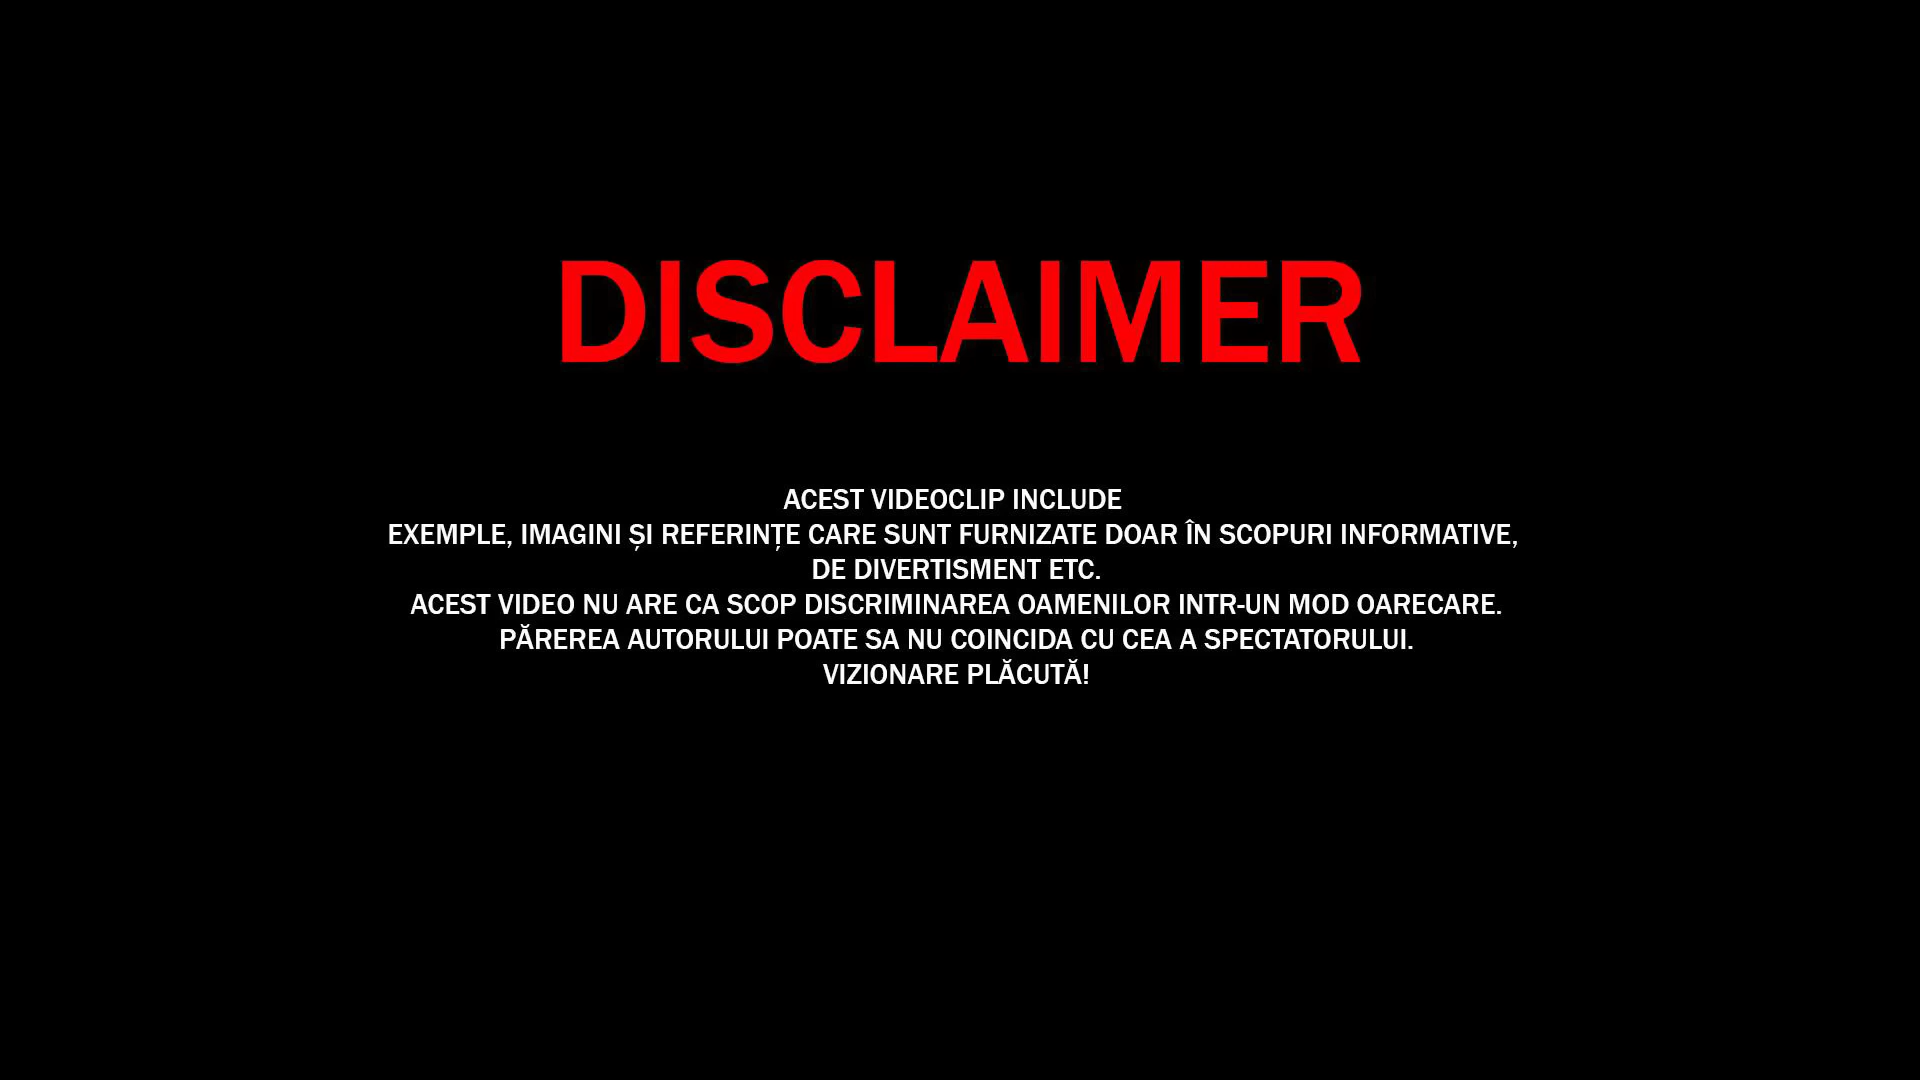 DISCLAIMER
ACEST VIDEOCLIP INCLUDE
EXEMPLE, IMAGINI ȘI REFERINȚE CARE SUNT FURNIZATE DOAR ÎN SCOPURI INFORMATIVE,
DE DIVERTISMENT ETC.
ACEST VIDEO NU ARE CA SCOP DISCRIMINAREA OAMENILOR INTR-UN MOD OARECARE.
PĂREREA AUTORULUI POATE SA NU COINCIDA CU CEA A SPECTATORULUI.
VIZIONARE PLĂCUTĂ!